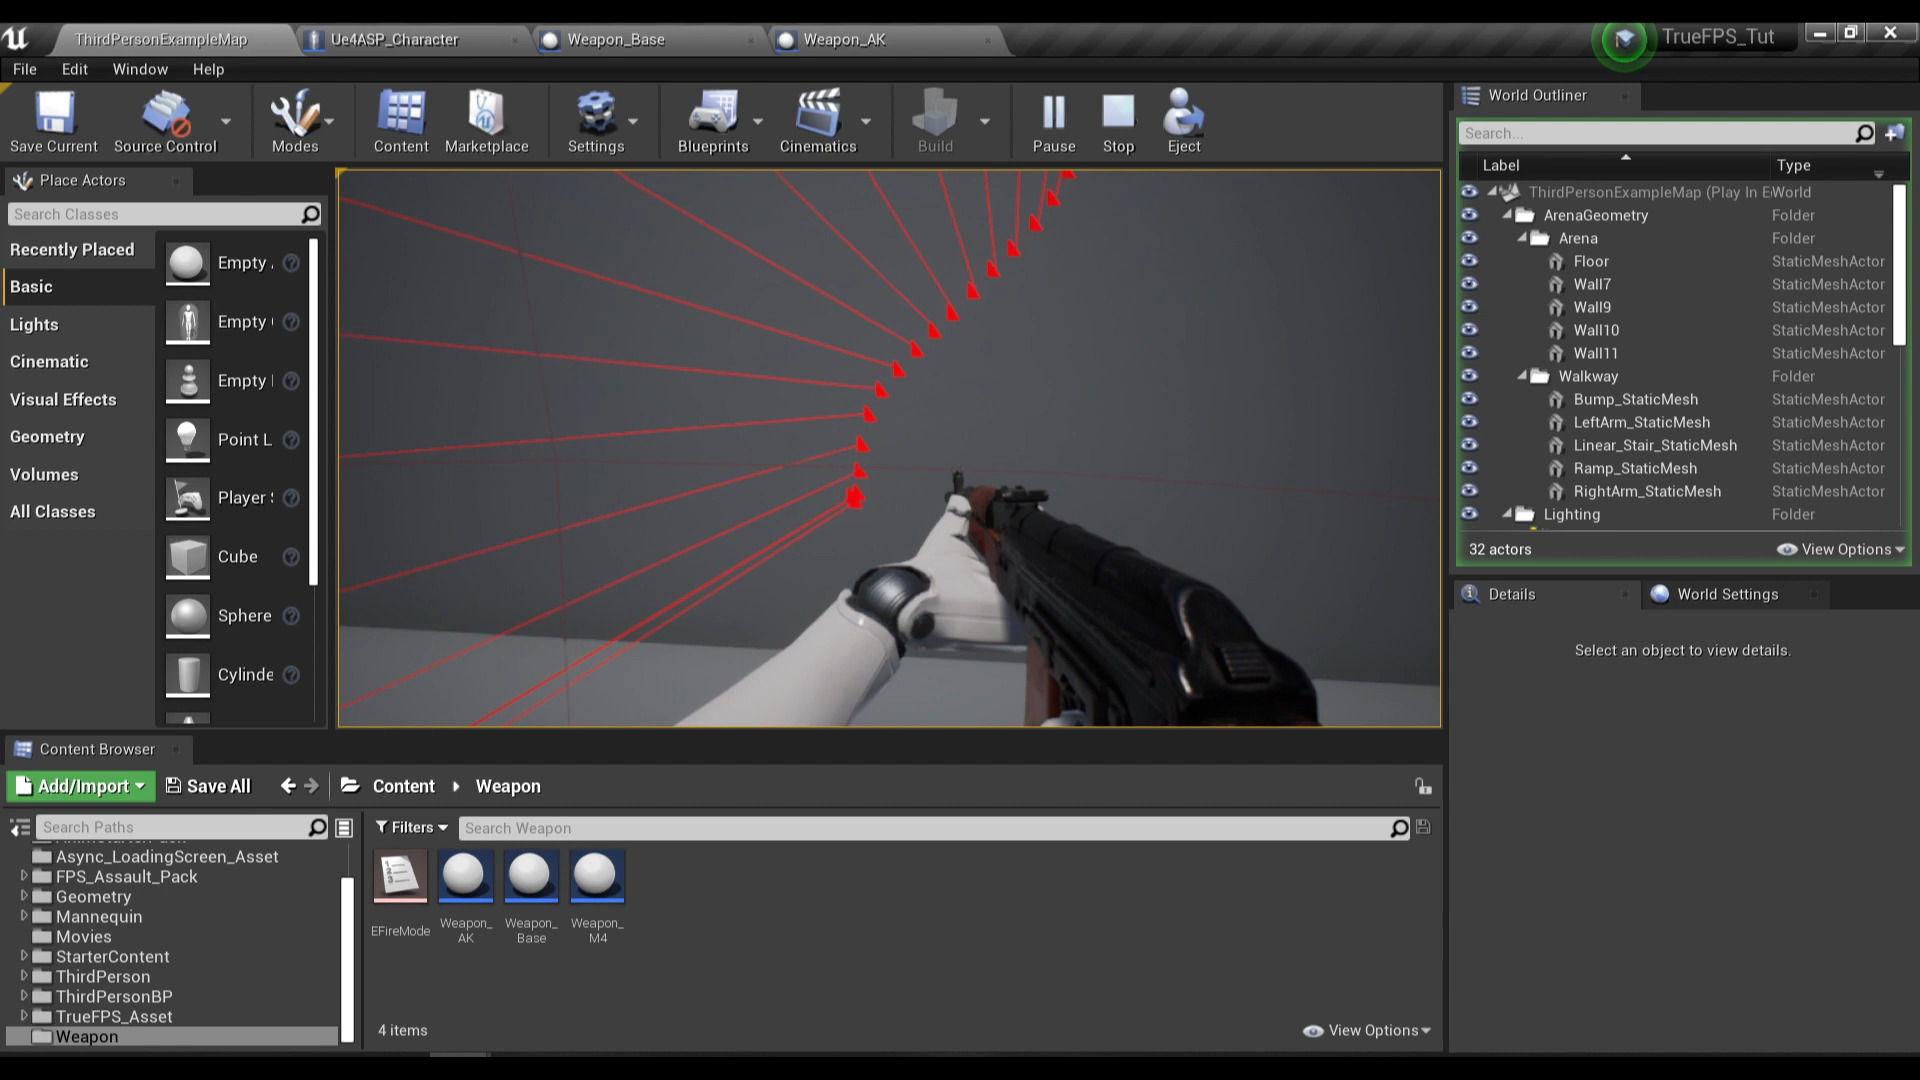 ThirdPersonExampleMap
Ue4ASP_Character
Weapon_Base
Weapon_AK
TrueFPS_Tut
File
Edit
Window
Help
Save Current
Source Control
Modes
Content
Marketplace
Settings
Blueprints
Cinematics
Build
Pause
Stop
Eject
Place Actors
Search Classes
Recently Placed
Basic
Lights
Cinematic
Visual Effects
Geometry
Volumes
All Classes
Empty
Empty
Empty
Point L
Player
Cube
Sphere
Cylinde
World Outliner
Search...
Label
Type
ThirdPersonExampleMap (Play In E World
ArenaGeometry Folder
Arena Folder
Floor StaticMeshActor
Wall7 StaticMeshActor
Wall9 StaticMeshActor
Wall10 StaticMeshActor
Wall11 StaticMeshActor
Walkway Folder
Bump_StaticMesh StaticMeshActor
LeftArm_StaticMesh StaticMeshActor
Linear_Stair_StaticMesh StaticMeshActor
Ramp_StaticMesh StaticMeshActor
RightArm_StaticMesh StaticMeshActor
Lighting Folder
32 actors
View Options
Details
World Settings
Select an object to view details.
Content Browser
Add/Import
Save All
Content
Weapon
Search Paths
Async_LoadingScreen_Asset
FPS_Assault_Pack
Geometry
Mannequin
Movies
StarterContent
ThirdPerson
ThirdPersonBP
TrueFPS_Asset
Weapon
Filters
Search Weapon
EFireMode
Weapon_
AK
Weapon_
Base
Weapon_
M4
4 items
View Options